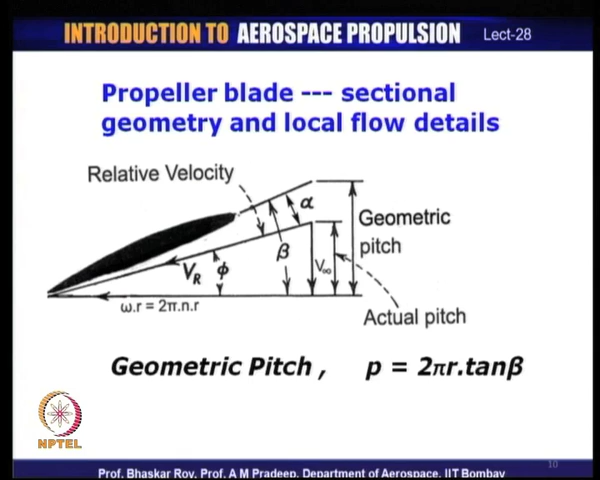 INTRODUCTION TO AEROSPACE PROPULSION Lect-28
Propeller blade --- sectional
geometry and local flow details
Relative Velocity
α
Geometric
pitch
β
V∞
VR
ϕ
ω.r = 2π.n.r
Actual pitch
Geometric Pitch , p = 2πr.tanβ
NPTEL
10
Prof. Bhaskar Roy, Prof. A M Pradeep, Department of Aerospace, IIT Bombay